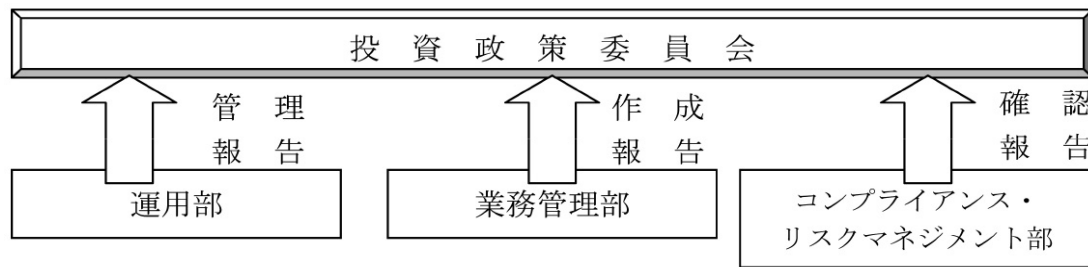 投資政策委員会
管理
報告
作成
報告
確認
報告
運用部
業務管理部
コンプライアンス・
リスクマネジメント部